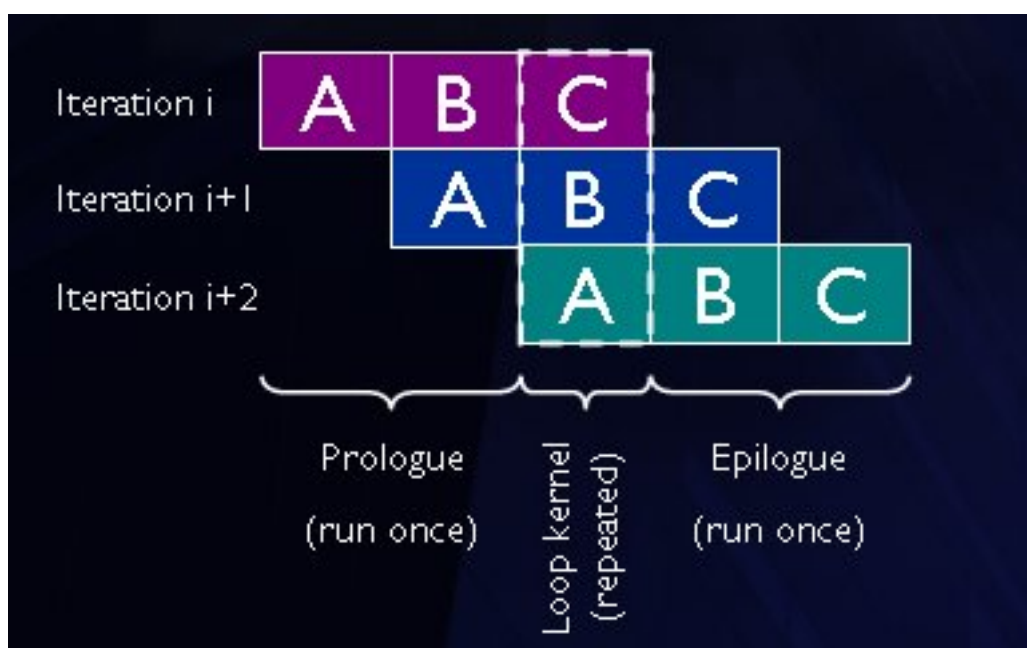 Iteration i A B C
Iteration i+1 A B C
Iteration i+2 A B C
Prologue
(run once)
Loop kernel
(repeated)
Epilogue
(run once)